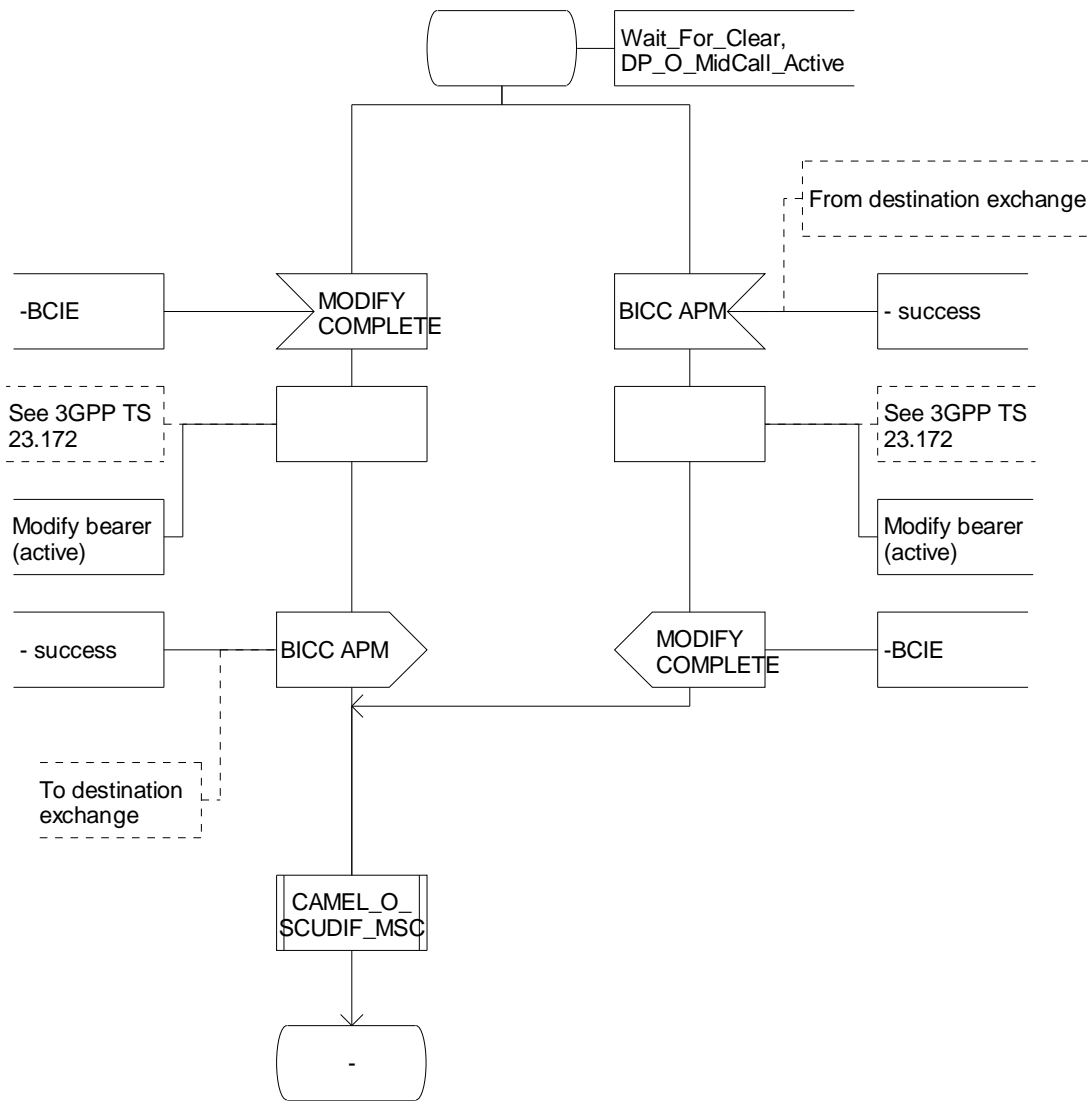 Wait_For_Clear,
DP_O_MidCall_Active
From destination exchange
-BCIE
MODIFY
COMPLETE
BICC APM
- success
See 3GPP TS
23.172
See 3GPP TS
23.172
Modify bearer
(active)
Modify bearer
(active)
- success
BICC APM
MODIFY
COMPLETE
-BCIE
To destination
exchange
CAMEL_O_
SCUDIF_MSC
-